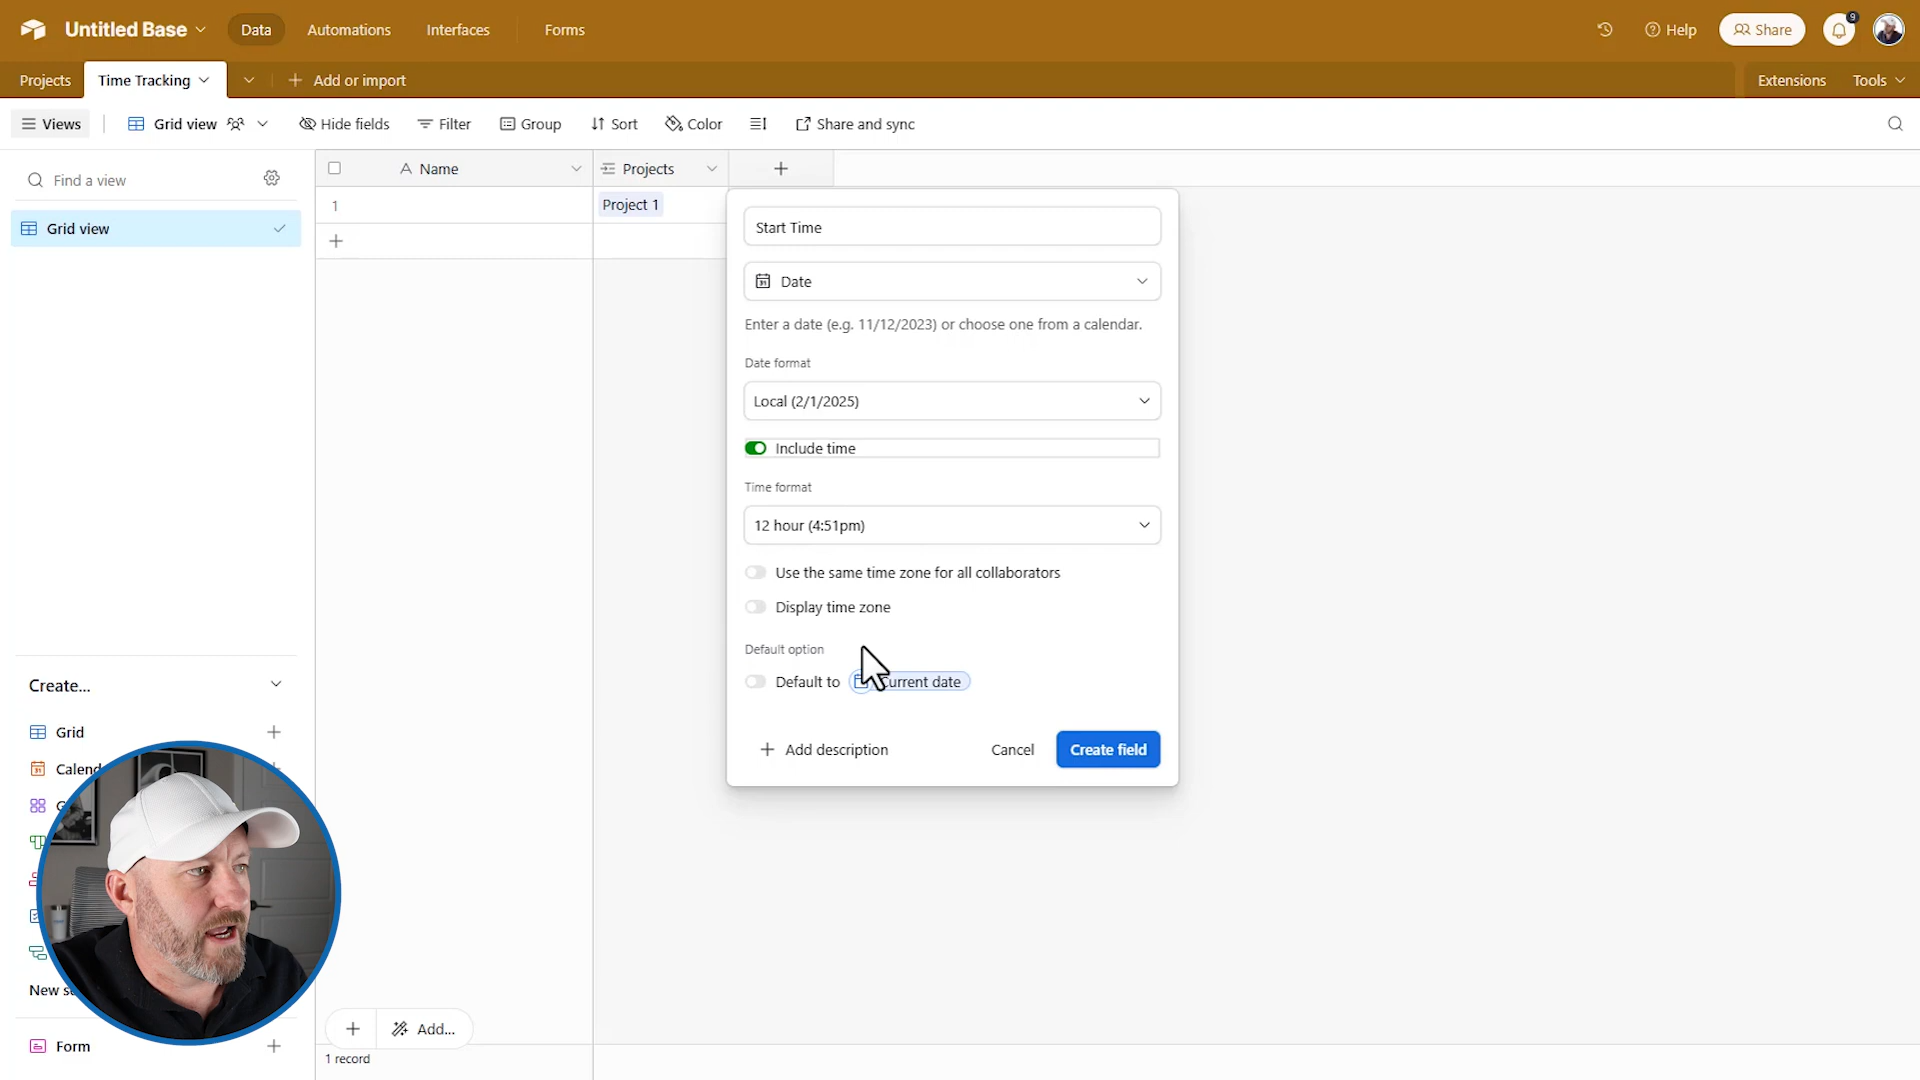 Untitled Base
Data
Automations
Interfaces
Forms
Help
Share
9
Projects
Time Tracking
Add or import
Extensions
Tools
Views
Grid view
Hide fields
Filter
Group
Sort
Color
Share and sync
Find a view
Name
Projects
Grid view
1
Project 1
Start Time
Date
Enter a date (e.g. 11/12/2023) or choose one from a calendar.
Date format
Local (2/1/2025)
Include time
Time format
12 hour (4:51pm)
Use the same time zone for all collaborators
Display time zone
Default option
Default to
urrent date
Add description
Cancel
Create field
Create...
Grid
Calen
New s
Form
Add...
1 record